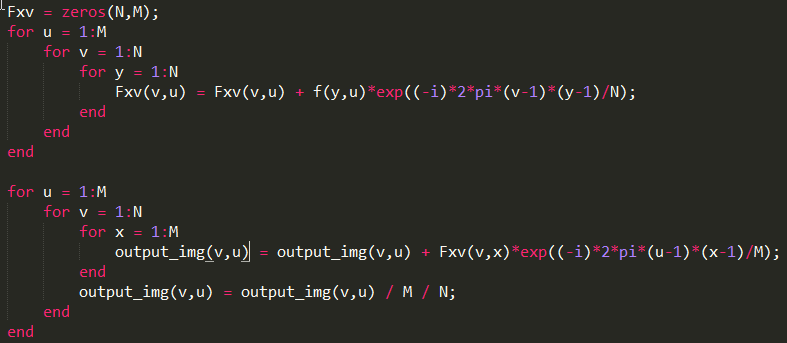 Fxv = zeros(N,M);
for u = 1:M
    for v = 1:N
        for y = 1:N
            Fxv(v,u) = Fxv(v,u) + f(y,u)*exp((-i)*2*pi*(v-1)*(y-1)/N);
        end
    end
end

for u = 1:M
    for v = 1:N
        for x = 1:M
            output_img(v,u) = output_img(v,u) + Fxv(v,x)*exp((-i)*2*pi*(u-1)*(x-1)/M);
        end
        output_img(v,u) = output_img(v,u) / M / N;
    end
end